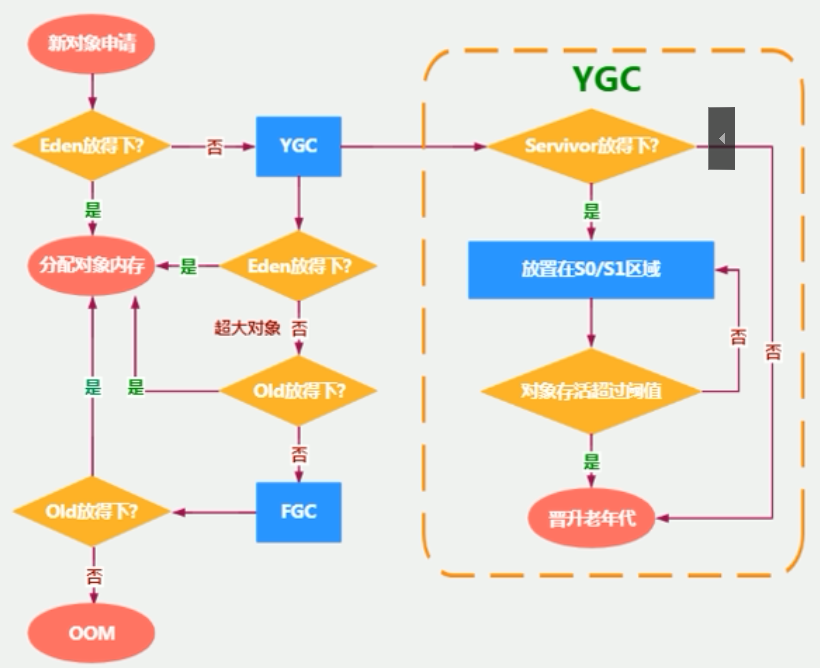 新对象申请
YGC
Eden放得下?
否
YGC
Servivor放得下?
是
是
分配对象内存
是
Eden放得下?
放置在S0/S1区域
超大对象
否
否
否
是
是
Old放得下?
对象存活超过阈值
否
是
Old放得下?
FGC
晋升老年代
否
OOM